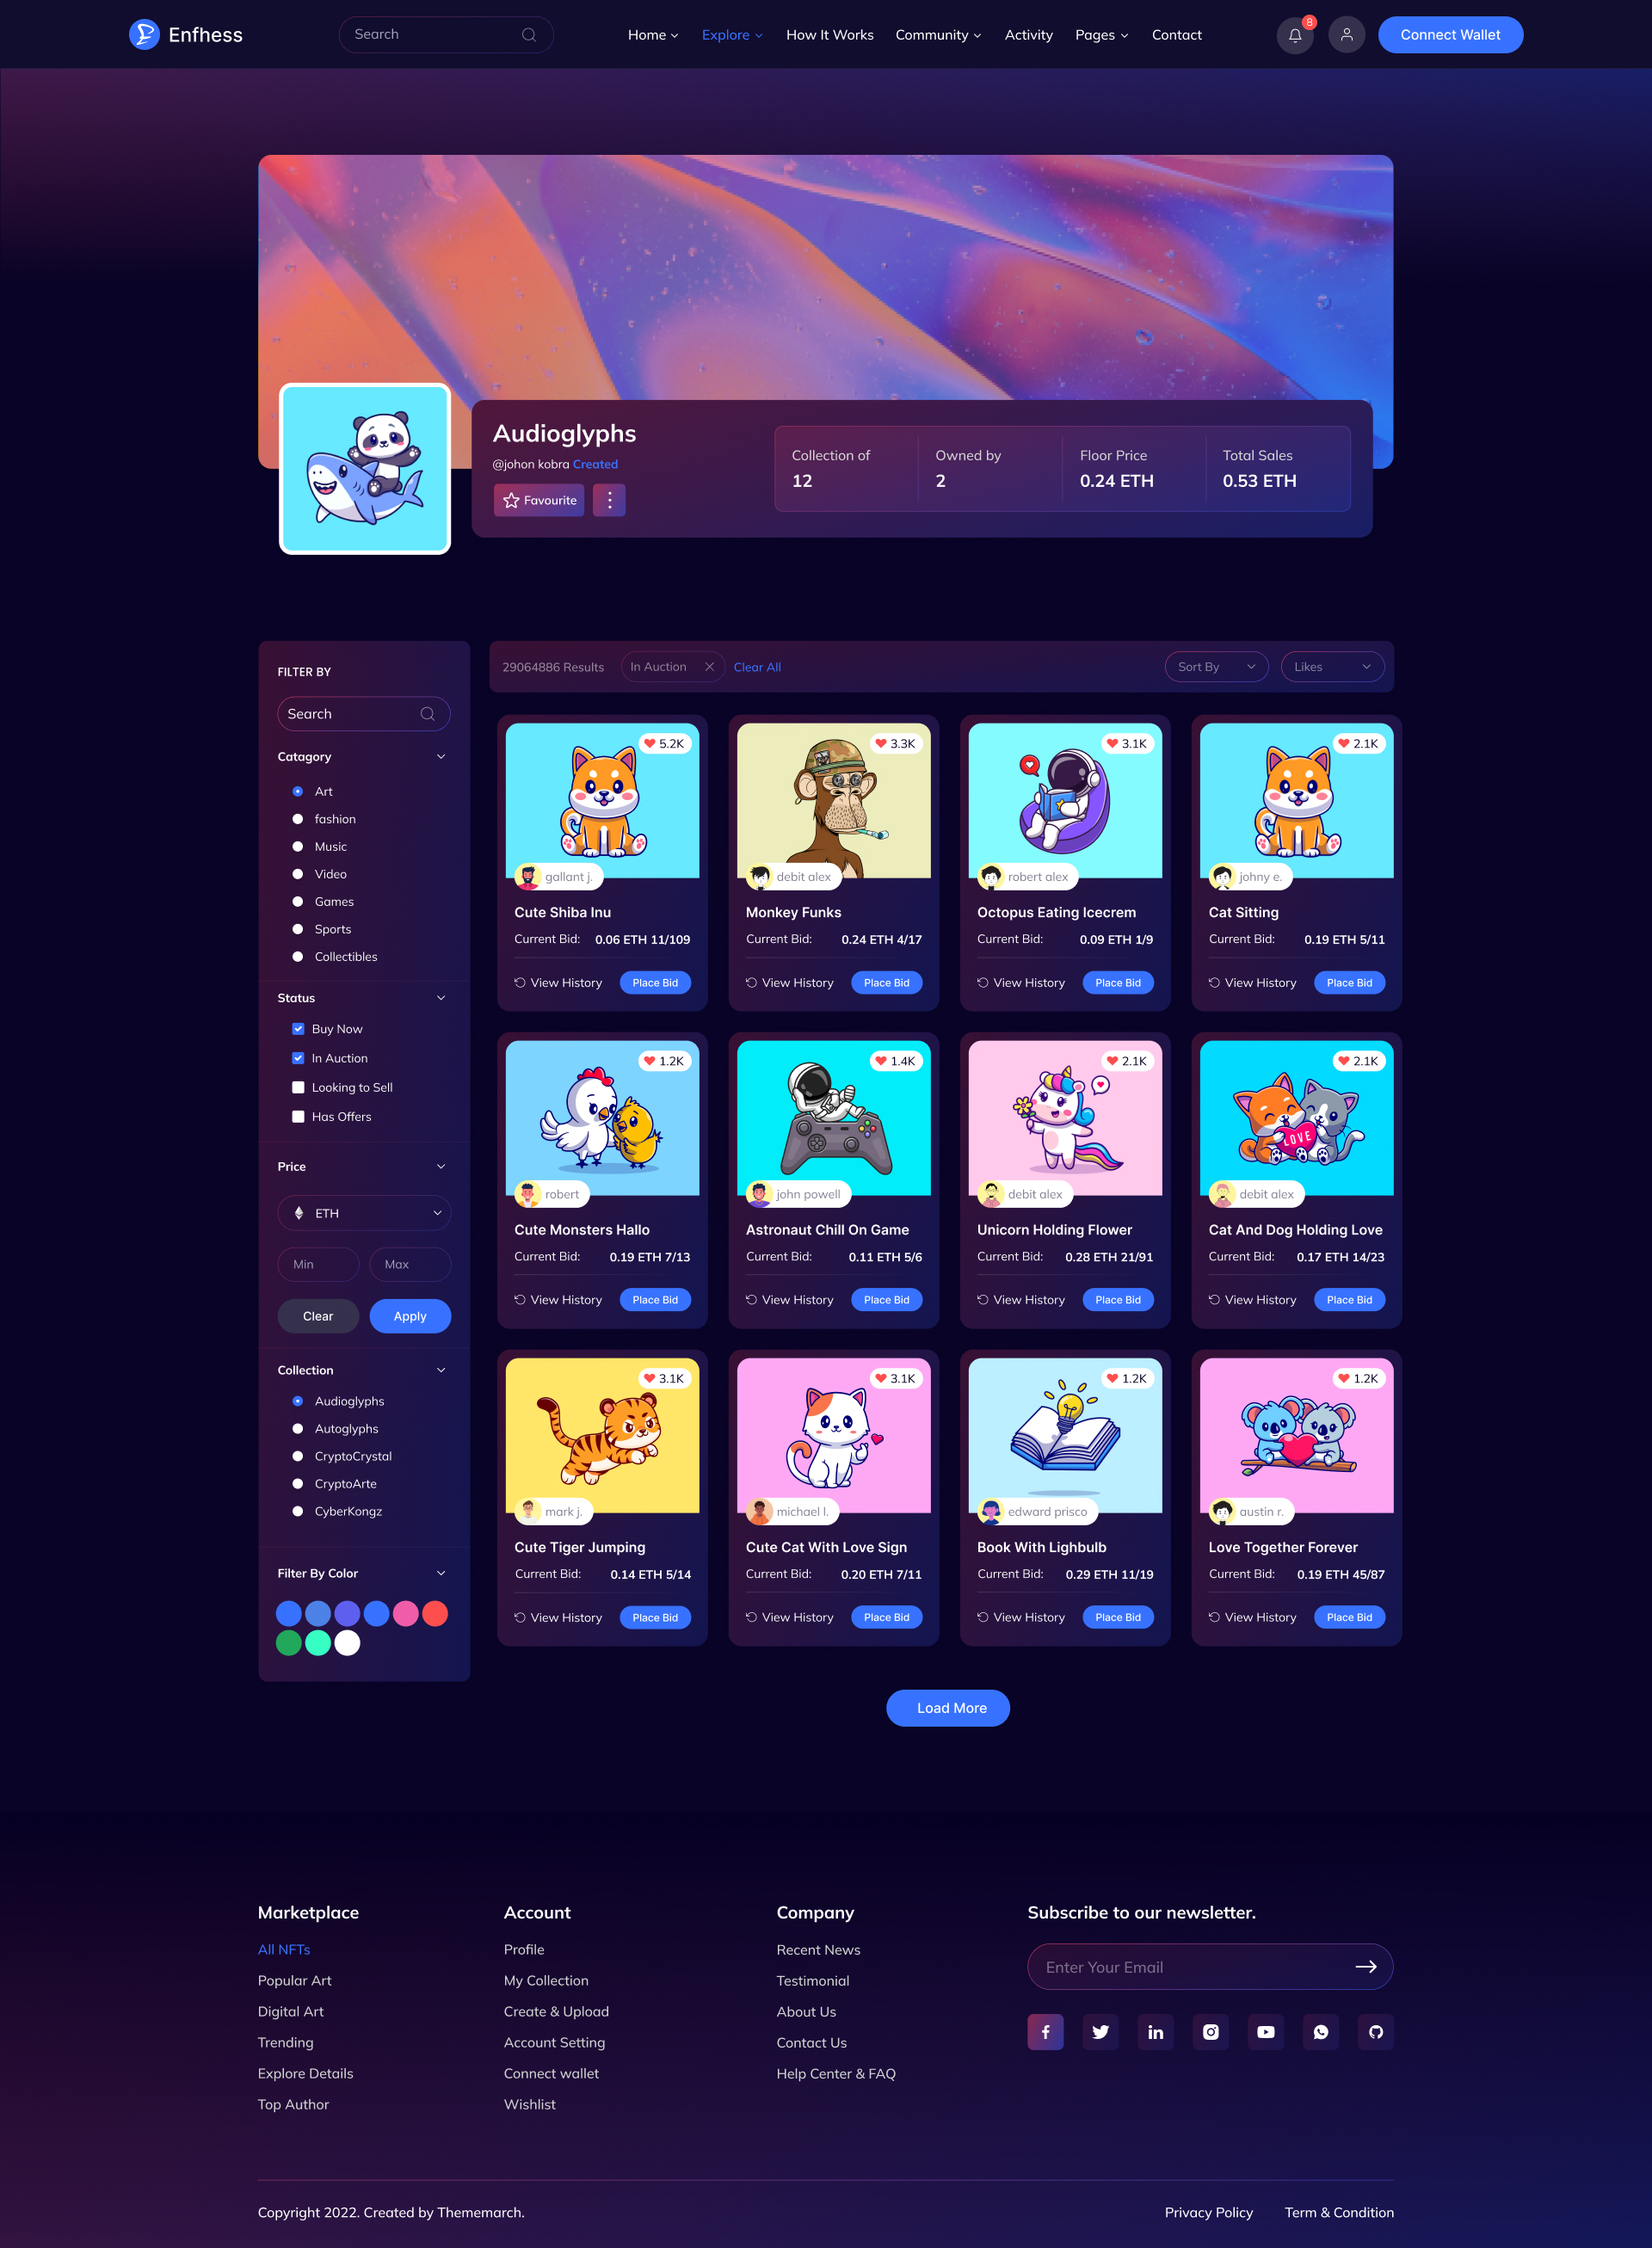 Enfhess
Search
Home
Explore
How It Works
Community
Activity
Pages
Contact
8
Connect Wallet
Audioglyphs
@johon kobra Created
Favourite
Collection of
12
Owned by
2
Floor Price
0.24 ETH
Total Sales
0.53 ETH
FILTER BY
Search
Catagory
Art
fashion
Music
Video
Games
Sports
Collectibles
Status
Buy Now
In Auction
Looking to Sell
Has Offers
Price
ETH
Min
Max
Clear
Apply
Collection
Audioglyphs
Autoglyphs
CryptoCrystal
CryptoArte
CyberKongz
Filter By Color
29064886 Results
In Auction
Clear All
Sort By
Likes
5.2K
gallant j.
Cute Shiba Inu
Current Bid: 0.06 ETH 11/109
View History
Place Bid
3.3K
debit alex
Monkey Funks
Current Bid: 0.24 ETH 4/17
View History
Place Bid
3.1K
robert alex
Octopus Eating Icecrem
Current Bid: 0.09 ETH 1/9
View History
Place Bid
2.1K
johny e.
Cat Sitting
Current Bid: 0.19 ETH 5/11
View History
Place Bid
1.2K
robert
Cute Monsters Hallo
Current Bid: 0.19 ETH 7/13
View History
Place Bid
1.4K
john powell
Astronaut Chill On Game
Current Bid: 0.11 ETH 5/6
View History
Place Bid
2.1K
debit alex
Unicorn Holding Flower
Current Bid: 0.28 ETH 21/91
View History
Place Bid
2.1K
LOVE
debit alex
Cat And Dog Holding Love
Current Bid: 0.17 ETH 14/23
View History
Place Bid
3.1K
mark j.
Cute Tiger Jumping
Current Bid: 0.14 ETH 5/14
View History
Place Bid
3.1K
michael l.
Cute Cat With Love Sign
Current Bid: 0.20 ETH 7/11
View History
Place Bid
1.2K
edward prisco
Book With Lighbulb
Current Bid: 0.29 ETH 11/19
View History
Place Bid
1.2K
austin r.
Love Together Forever
Current Bid: 0.19 ETH 45/87
View History
Place Bid
Load More
Marketplace
All NFTs
Popular Art
Digital Art
Trending
Explore Details
Top Author
Account
Profile
My Collection
Create & Upload
Account Setting
Connect wallet
Wishlist
Company
Recent News
Testimonial
About Us
Contact Us
Help Center & FAQ
Subscribe to our newsletter.
Enter Your Email
Copyright 2022. Created by Thememarch.
Privacy Policy
Term & Condition